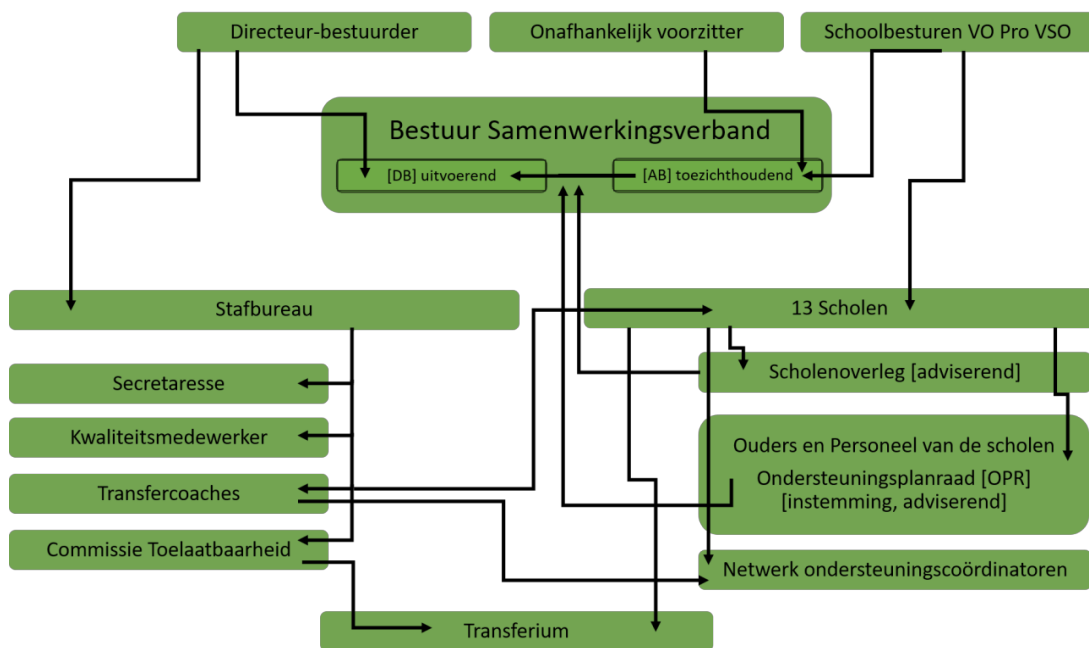 Directeur-bestuurder
Onafhankelijk voorzitter
Schoolbesturen VO Pro VSO
Bestuur Samenwerkingsverband
[DB] uitvoerend
[AB] toezichthoudend
Stafbureau
13 Scholen
Secretaresse
Scholenoverleg [adviserend]
Kwaliteitsmedewerker
Ouders en Personeel van de scholen
Ondersteuningsplanraad [OPR]
[instemming, adviserend]
Transfercoaches
Commissie Toelaatbaarheid
Netwerk ondersteuningscoördinatoren
Transferium